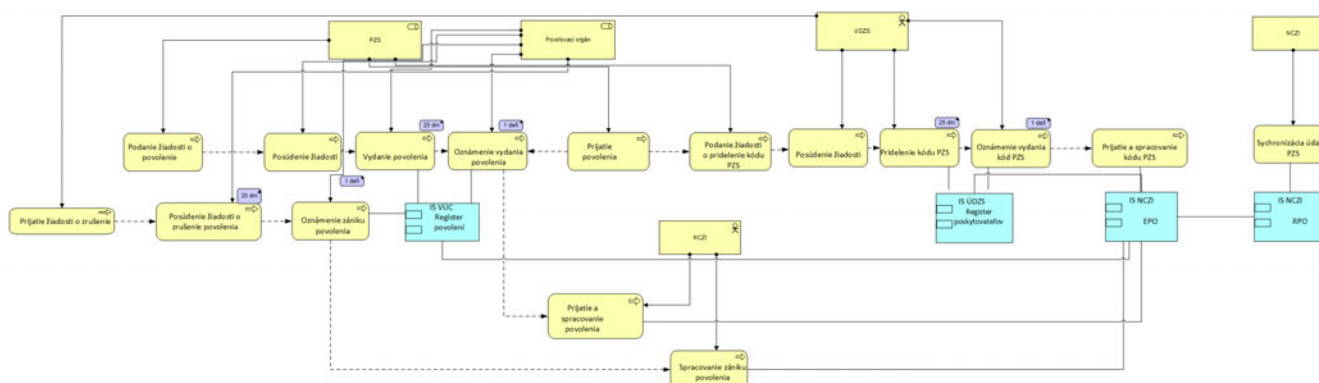 PZS
Povoľovací orgán
ÚDZS
NCZI
25 dní
1 deň
25 dní
1 deň
Podanie žiadosti o
povolenie
Posúdenie žiadosti
Vydanie povolenia
Oznámenie vydania
povolenia
Prijatie
povolenia
Podanie žiadosti
o pridelenie kódu
PZS
Posúdenie žiadosti
Pridelenie kódu PZS
Oznámenie vydania
kód PZS
Prijatie a spracovanie
kódu PZS
Sychronizácia úda
PZS
25 dní
1 deň
Prijatie žiadosti o zrušenie
Posúdenie žiadosti o
zrušenie povolenia
Oznámenie zániku
povolenia
IS VÚC
Register
povolení
IS ÚDZS
Register
poskytovateľov
IS NCZI
EPO
IS NCZI
RPO
NCZI
Prijatie a
spracovanie
povolenia
Spracovanie zániku
povolenia